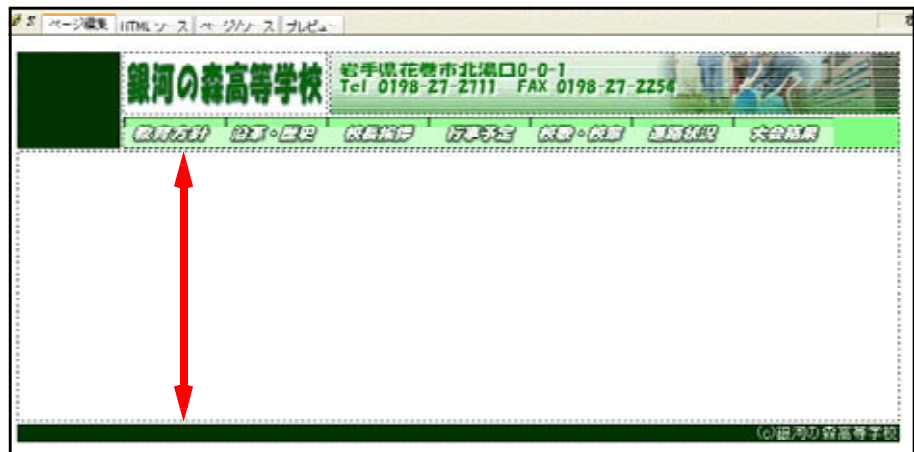 ページ編集 HTMLソース ページ/ソース プレビュー
銀河の森高等学校
岩手県花巻市北湯口0-0-1
Tel 0198-27-2711 FAX 0198-27-2254
教育方針 沿革・歴史 校長挨拶 行事予定 校歌・校章 進路状況 大会結果
(c)銀河の森高等学校